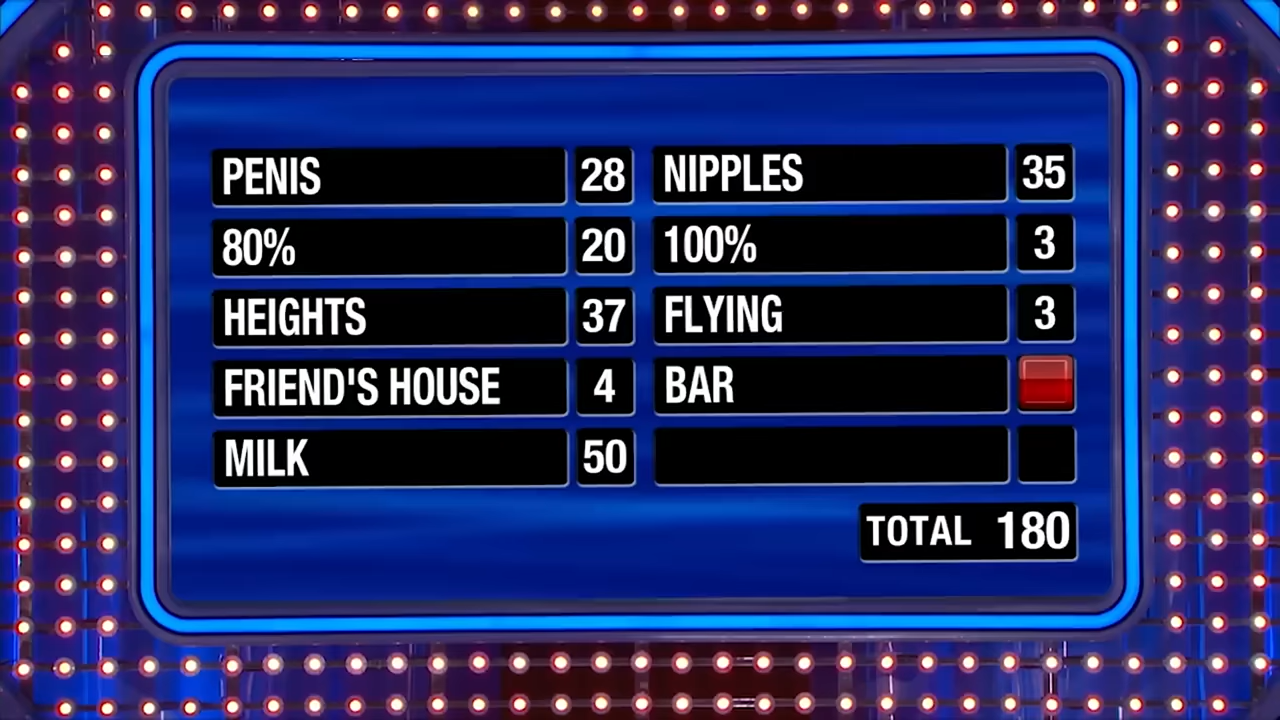 PENIS 28 NIPPLES 35
80% 20 100% 3
HEIGHTS 37 FLYING 3
FRIEND'S HOUSE 4 BAR
MILK 50
TOTAL 180